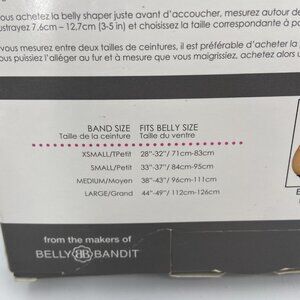 ous achetez la belly shaper juste avant d'accoucher, mesurez autour de
ustrayez 7.6cm – 12.7cm [3-5 in] et choisissez la taille correspondante à
vous mesurez entre deux tailles de ceintures, il est préférable d'acheter la
ous puissiez l'alléger au fur et à mesure que vous maigrissiez, achetez alors
BAND SIZE FITS BELLY SIZE
Taille de la ceinture Taille du ventre
XSMALL/TPetit 28"-32"/ 71cm-83cm
SMALL/Petit 33"-37"/ 84cm-95cm
MEDIUM/Moyen 38"-43"/ 96cm-111cm
LARGE/Grand 44"-49"/ 112cm-126cm
from the makers of
BELLY BANDIT